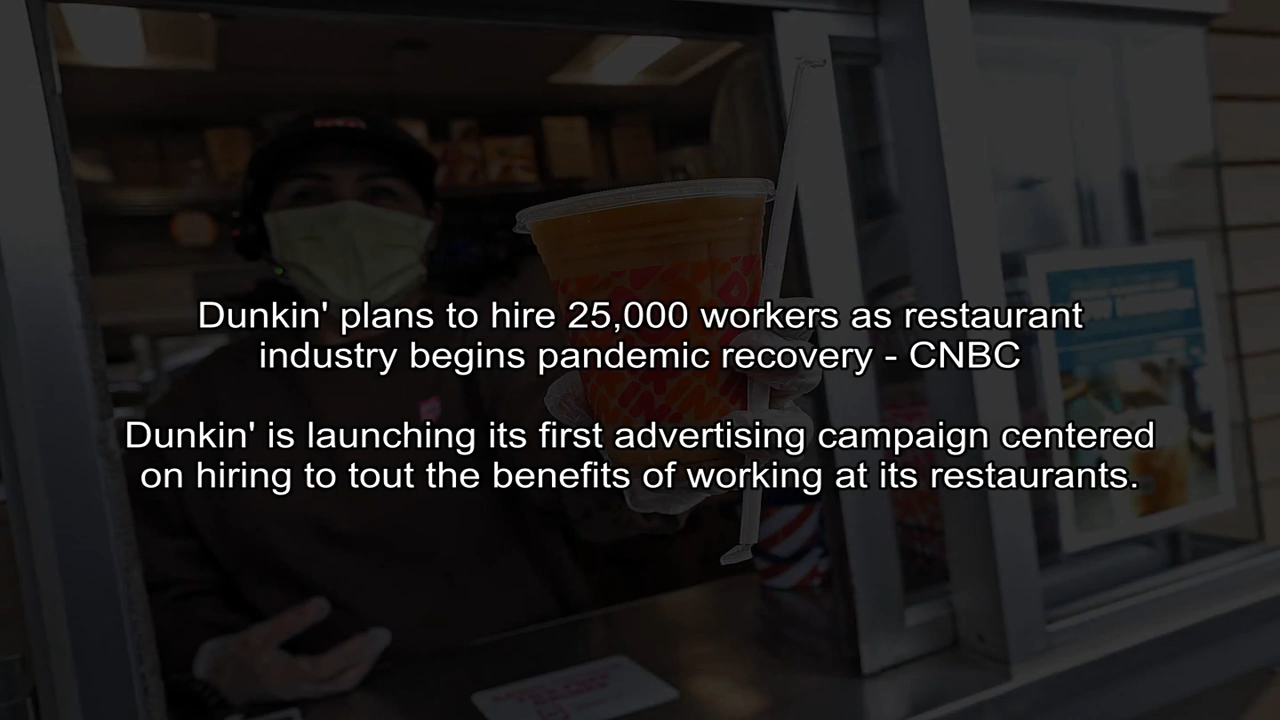 Dunkin' plans to hire 25,000 workers as restaurant
industry begins pandemic recovery - CNBC
Dunkin' is launching its first advertising campaign centered
on hiring to tout the benefits of working at its restaurants.